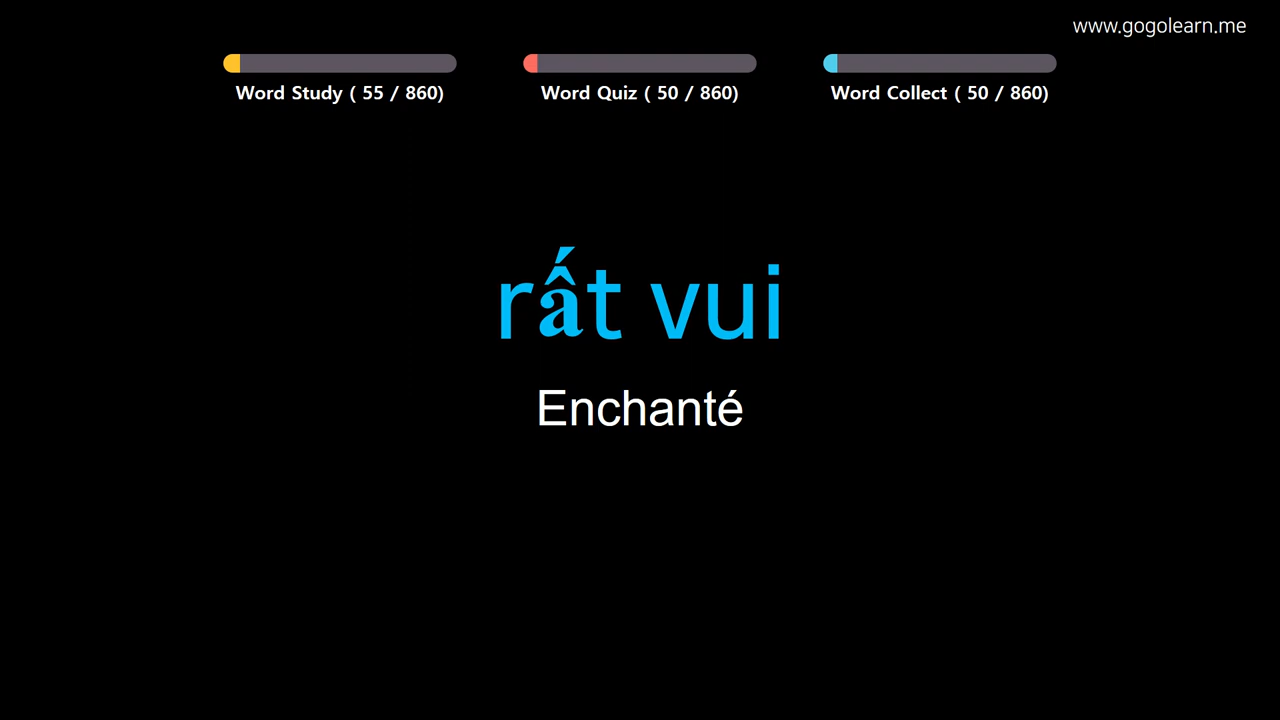 www.gogolearn.me
Word Study ( 55 / 860)
Word Quiz ( 50 / 860)
Word Collect ( 50 / 860)
rất vui
Enchanté